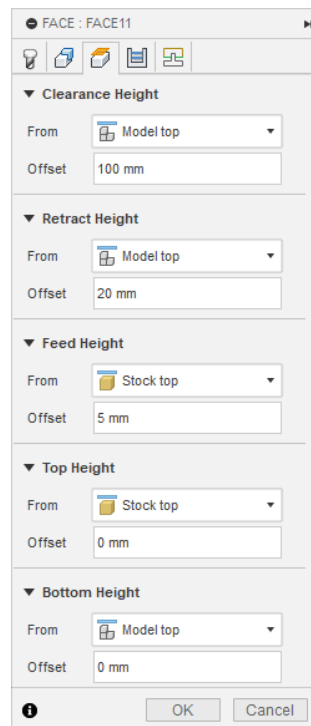 FACE : FACE11
Clearance Height
From Model top
Offset 100 mm
Retract Height
From Model top
Offset 20 mm
Feed Height
From Stock top
Offset 5 mm
Top Height
From Stock top
Offset 0 mm
Bottom Height
From Model top
Offset 0 mm
OK Cancel